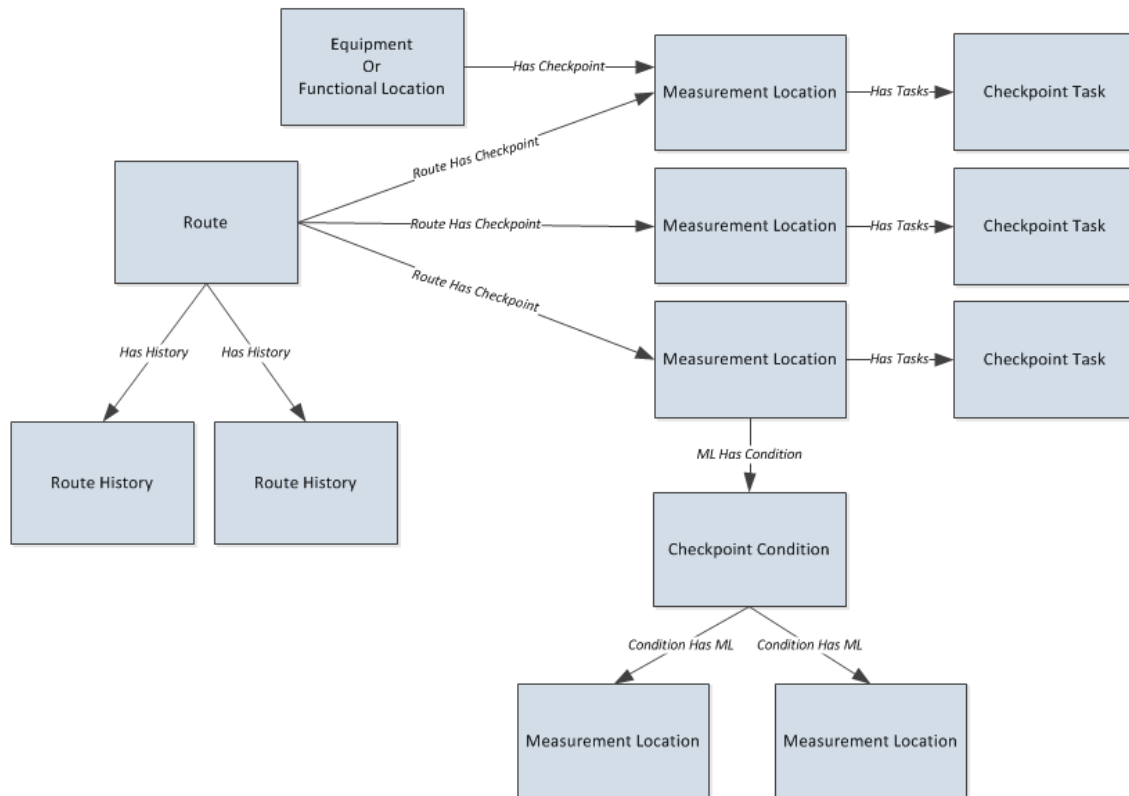 Equipment
Or
Functional Location
Has Checkpoint
Measurement Location
Has Tasks
Checkpoint Task
Route Has Checkpoint
Route
Route Has Checkpoint
Measurement Location
Has Tasks
Checkpoint Task
Route Has Checkpoint
Measurement Location
Has Tasks
Checkpoint Task
Has History
Has History
Route History
Route History
ML Has Condition
Checkpoint Condition
Condition Has ML
Condition Has ML
Measurement Location
Measurement Location